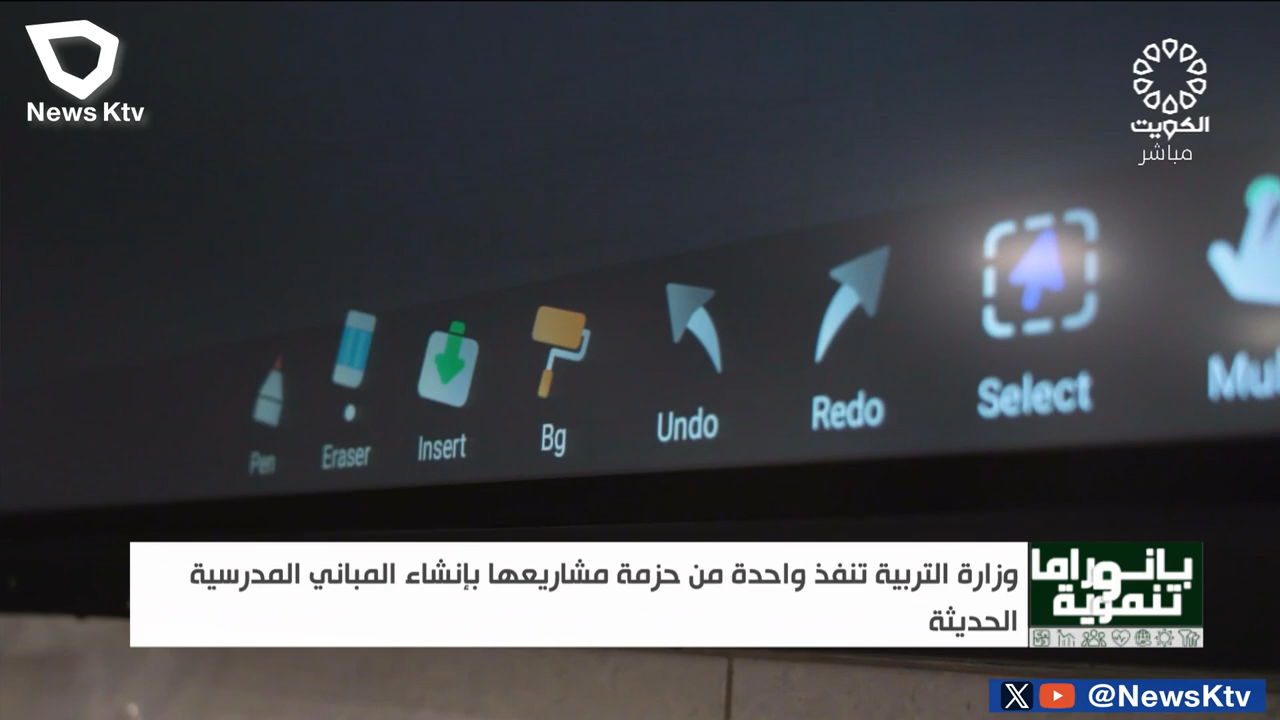 News Ktv
الكويت
مباشر
Pen
Eraser
Insert
Bg
Undo
Redo
Select
Mul
وزارة التربية تنفذ واحدة من حزمة مشاريعها بإنشاء المباني المدرسية
الحديثة
بانوراما
تنموية
@NewsKtv